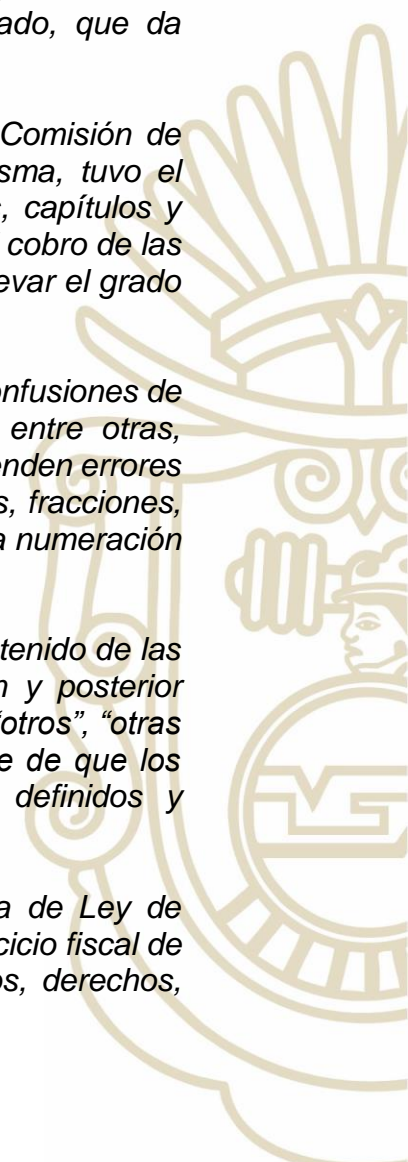 ado, que da
Comisión de
sma, tuvo el
, capítulos y
cobro de las
evar el grado
onfusiones de
entre otras,
enden errores
s, fracciones,
a numeración
tenido de las
n y posterior
“otros”, “otras
e de que los
definidos y
a de Ley de
cicio fiscal de
os, derechos,